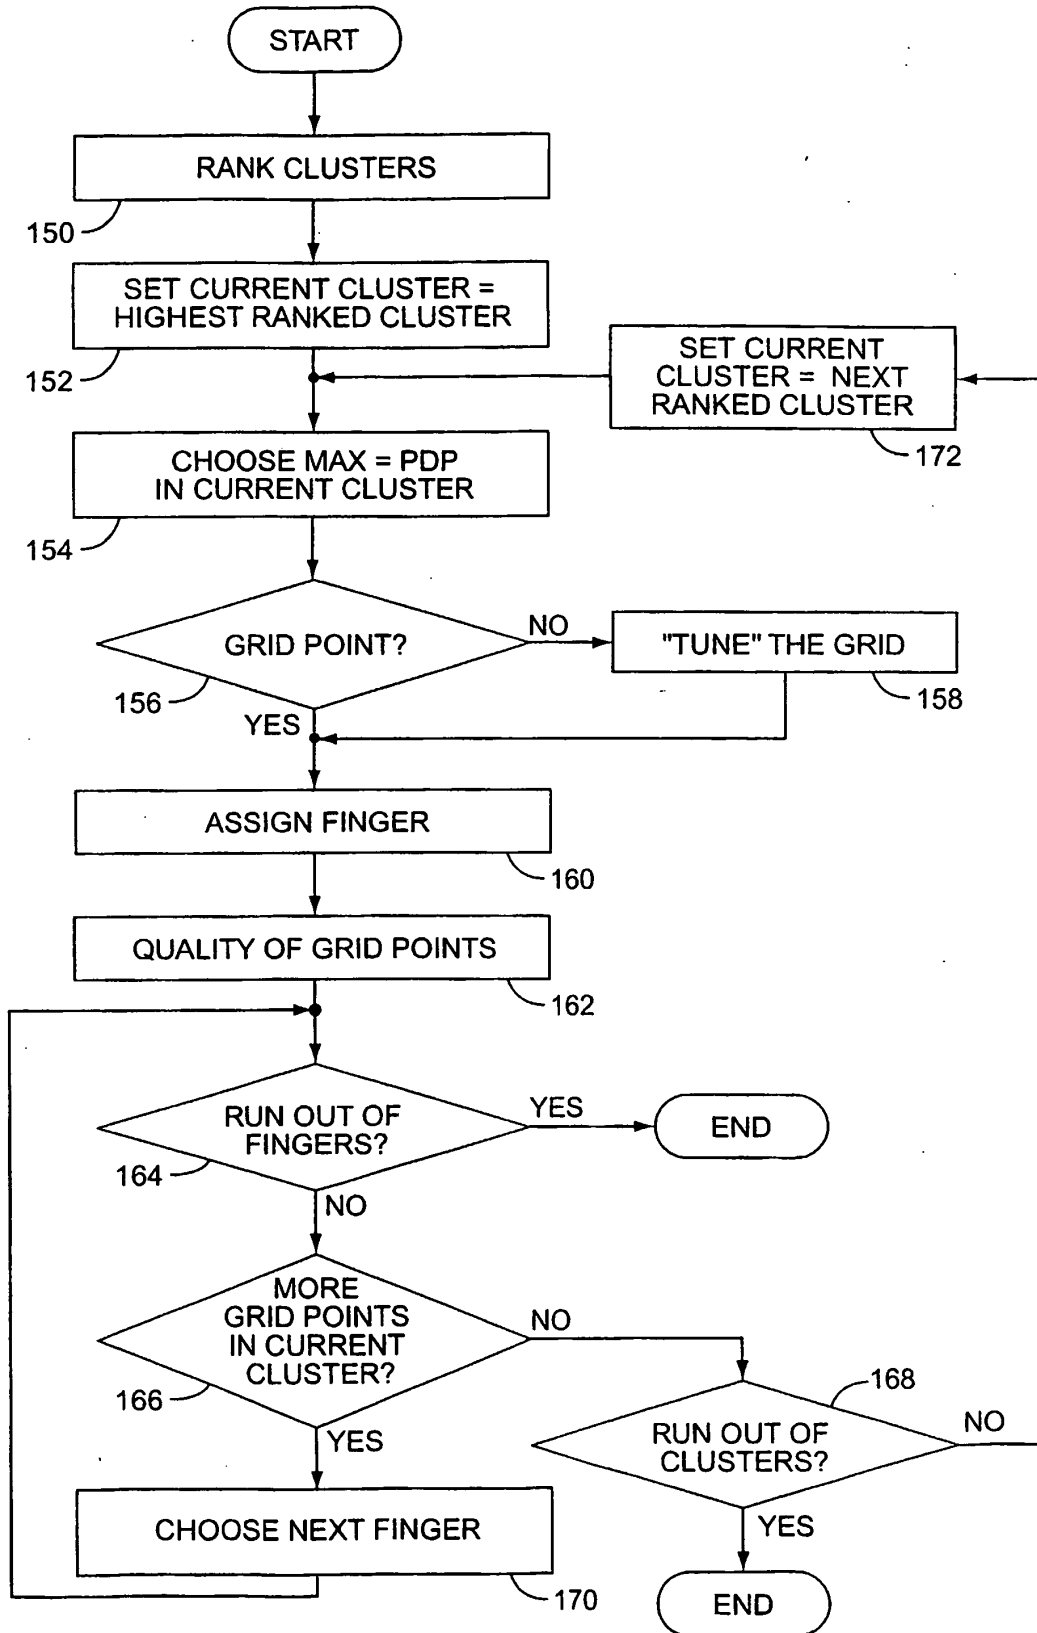 START
RANK CLUSTERS
150
SET CURRENT CLUSTER =
HIGHEST RANKED CLUSTER
152
SET CURRENT
CLUSTER = NEXT
RANKED CLUSTER
172
CHOOSE MAX = PDP
IN CURRENT CLUSTER
154
GRID POINT?
156
NO
"TUNE" THE GRID
158
YES
ASSIGN FINGER
160
QUALITY OF GRID POINTS
162
RUN OUT OF
FINGERS?
164
YES
END
NO
MORE
GRID POINTS
IN CURRENT
CLUSTER?
166
NO
168
RUN OUT OF
CLUSTERS?
NO
YES
CHOOSE NEXT FINGER
170
YES
END